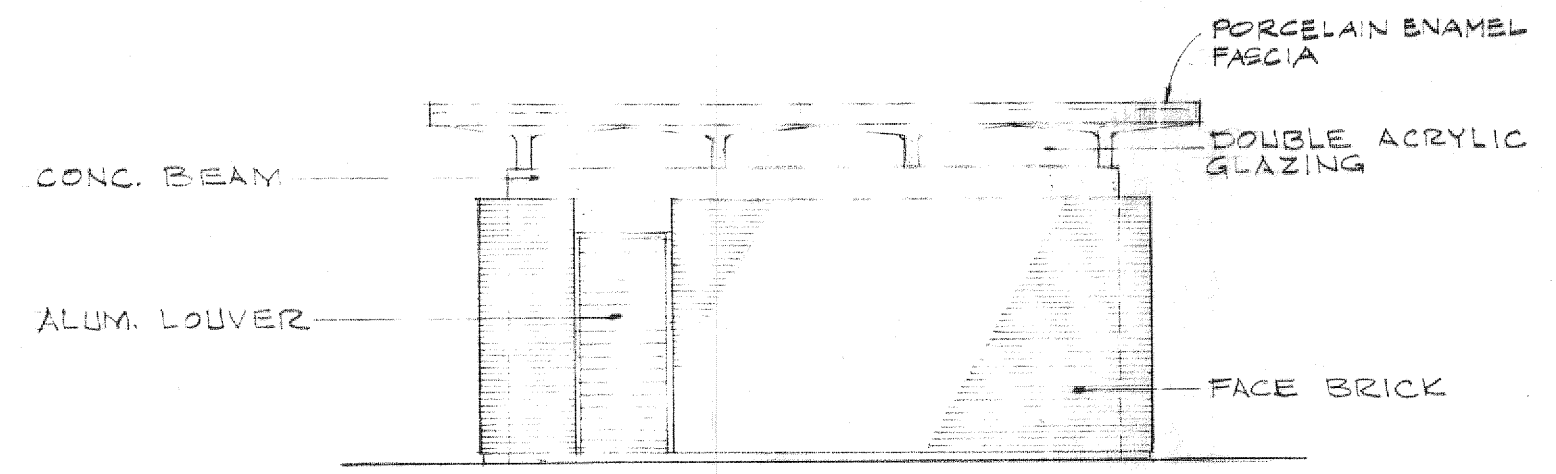 PORCELAIN ENAMEL
FASCIA
DOUBLE ACRYLIC
GLAZING
CONC. BEAM
ALUM. LOUVER
FACE BRICK